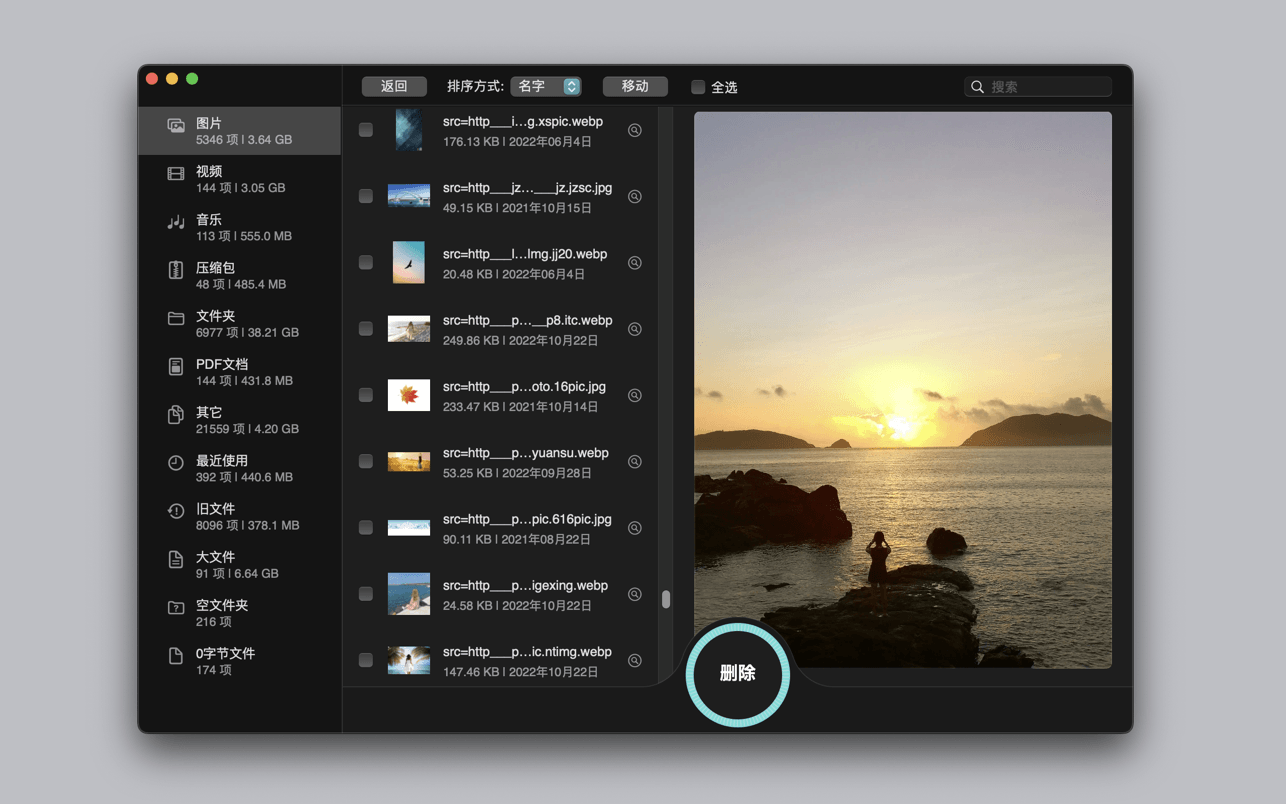 返回
排序方式:
名字
移动
全选
搜索
图片
5346 项 | 3.64 GB
视频
144 项 | 3.05 GB
音乐
113 项 | 555.0 MB
压缩包
48 项 | 485.4 MB
文件夹
6977 项 | 38.21 GB
PDF文档
144 项 | 431.8 MB
其它
21559 项 | 4.20 GB
最近使用
392 项 | 440.6 MB
旧文件
8096 项 | 378.1 MB
大文件
91 项 | 6.64 GB
空文件夹
216 项
0字节文件
174 项
src=http___i…g.xspic.webp
176.13 KB | 2022年06月4日
src=http___jz…___jz.jzsc.jpg
49.15 KB | 2021年10月15日
src=http___l…lmg.jj20.webp
20.48 KB | 2022年06月4日
src=http___p…__p8.itc.webp
249.86 KB | 2022年10月22日
src=http___p…oto.16pic.jpg
233.47 KB | 2021年10月14日
src=http___p…yuansu.webp
53.25 KB | 2022年09月28日
src=http___p…pic.616pic.jpg
90.11 KB | 2021年08月22日
src=http___p…igexing.webp
24.58 KB | 2022年10月22日
src=http___p…ic.ntimg.webp
147.46 KB | 2022年10月22日
删除